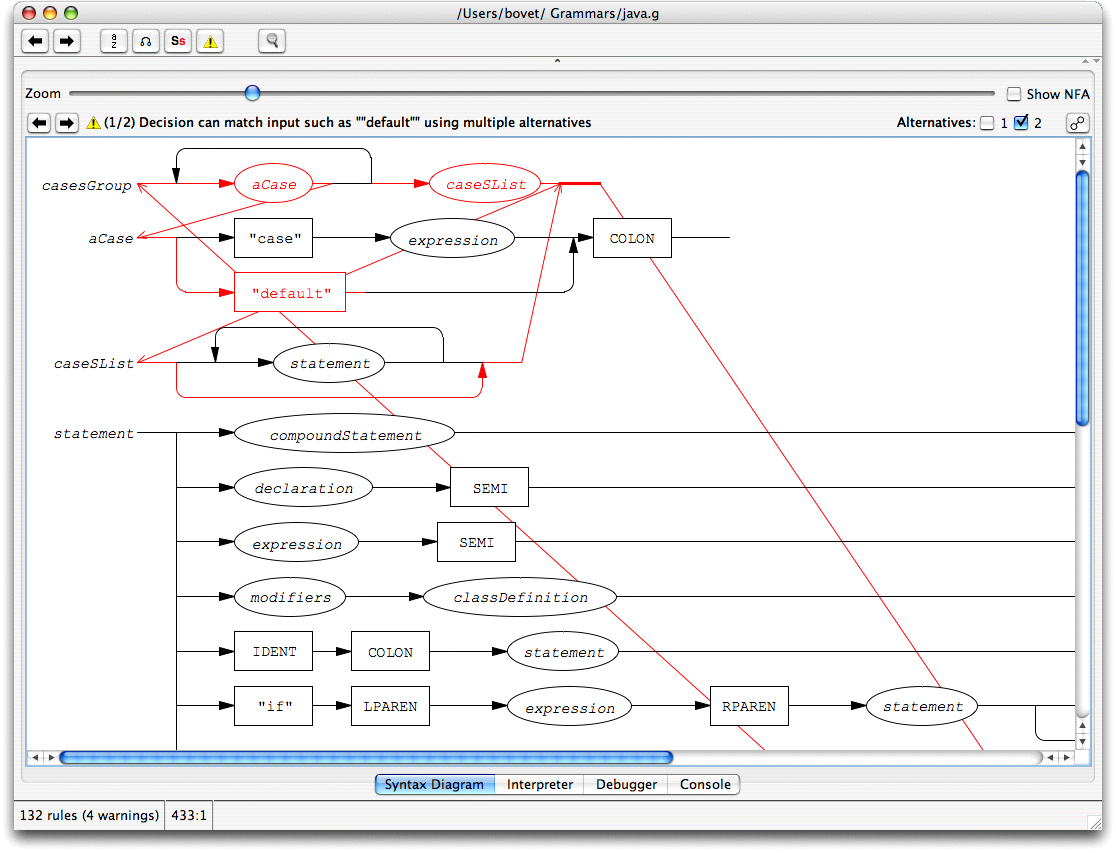 /Users/bovet/ Grammars/java.g
a z Ss
Zoom Show NFA
(1/2) Decision can match input such as ""default"" using multiple alternatives Alternatives: 1 2
casesGroup aCase caseSList
aCase "case" expression COLON
"default"
caseSList statement
statement compoundStatement
declaration SEMI
expression SEMI
modifiers classDefinition
IDENT COLON statement
"if" LPAREN expression RPAREN statement
Syntax Diagram Interpreter Debugger Console
132 rules (4 warnings) 433:1